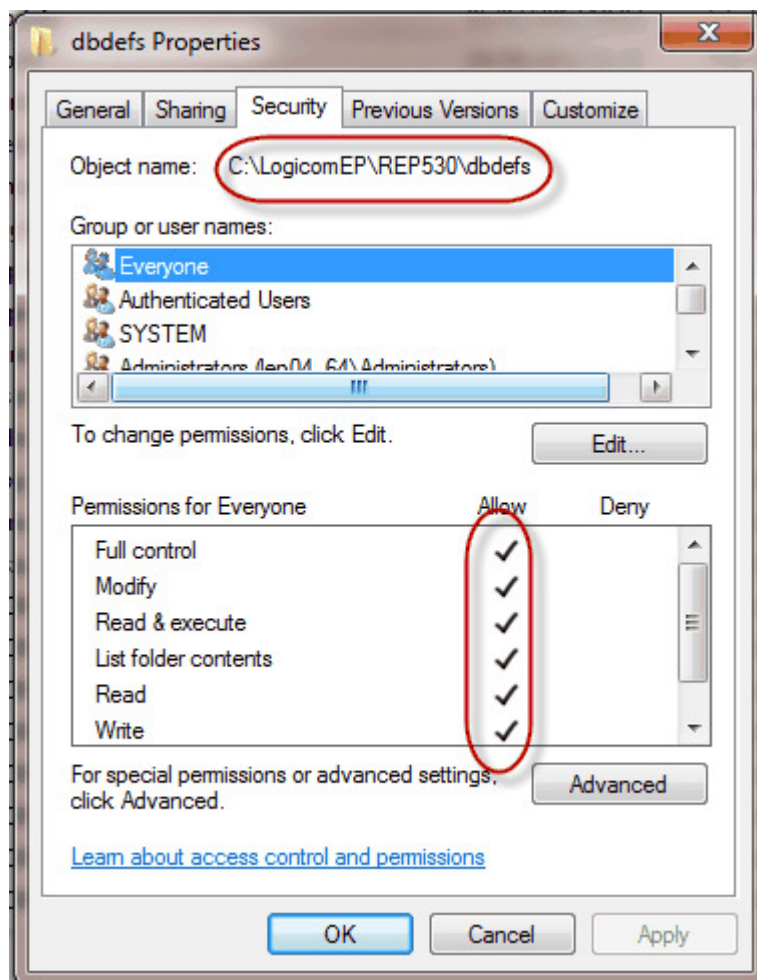 dbdefs Properties
General Sharing Security Previous Versions Customize
Object name: C:\LogicomEP\REP530\dbdefs
Group or user names:
Everyone
Authenticated Users
SYSTEM
Administrators (lep04_64\Administrators)
To change permissions, click Edit. Edit...
Permissions for Everyone Allow Deny
Full control
Modify
Read & execute
List folder contents
Read
Write
For special permissions or advanced settings, Advanced
click Advanced.
Learn about access control and permissions
OK Cancel Apply